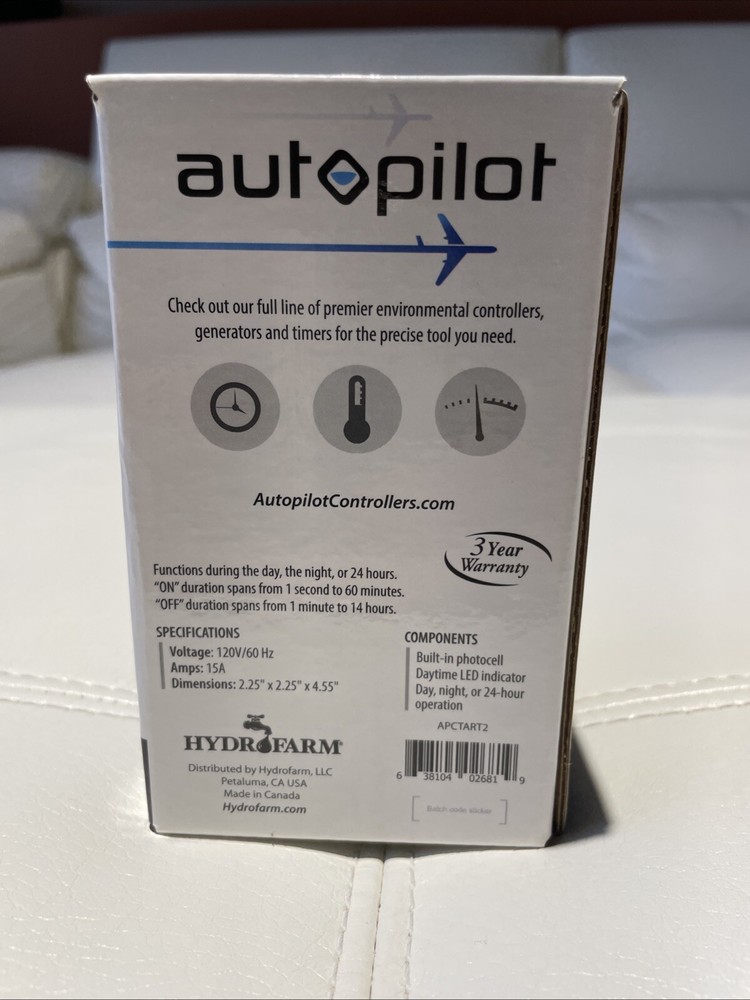 autopilot
Check out our full line of premier environmental controllers,
generators and timers for the precise tool you need.
AutopilotControllers.com
3 Year
Warranty
Functions during the day, the night, or 24 hours.
"ON" duration spans from 1 second to 60 minutes.
"OFF" duration spans from 1 minute to 14 hours.
SPECIFICATIONS
Voltage: 120V/60 Hz
Amps: 15A
Dimensions: 2.25" x 2.25" x 4.55"
COMPONENTS
Built-in photocell
Daytime LED indicator
Day, night, or 24-hour
operation
APCTART2
6 38104 02681 9
Batch code sticker
HYDROFARM®
Distributed by Hydrofarm, LLC
Petaluma, CA USA
Made in Canada
Hydrofarm.com